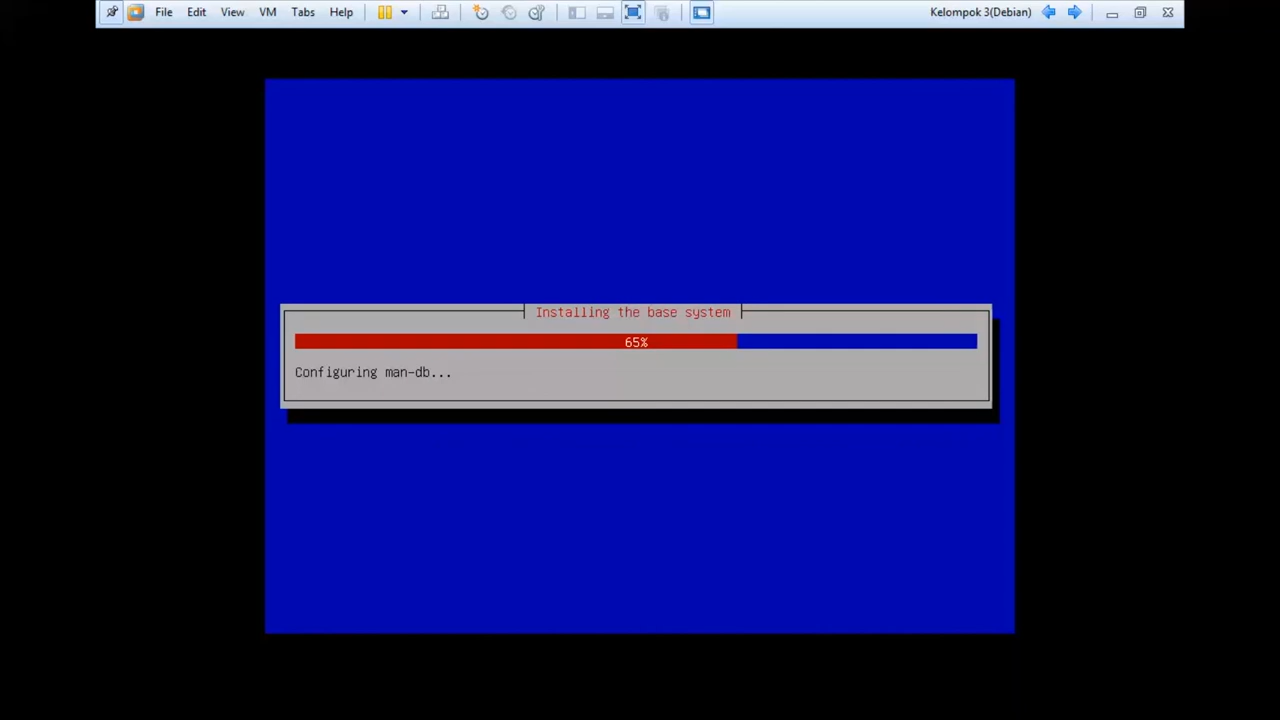 File Edit View VM Tabs Help Kelompok 3(Debian)
Installing the base system
65%
Configuring man-db...